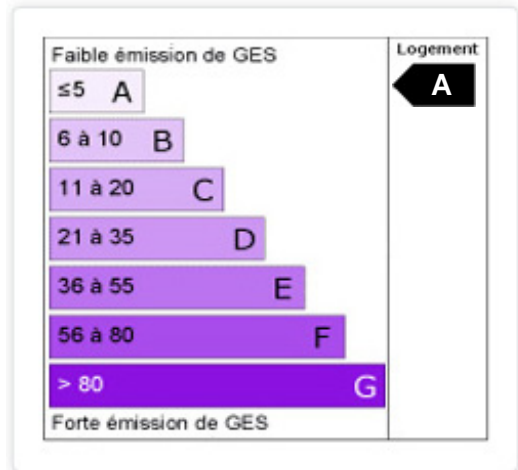 Faible émission de GES
Logement
≤5 A
A
6 à 10 B
11 à 20 C
21 à 35 D
36 à 55 E
56 à 80 F
> 80 G
Forte émission de GES